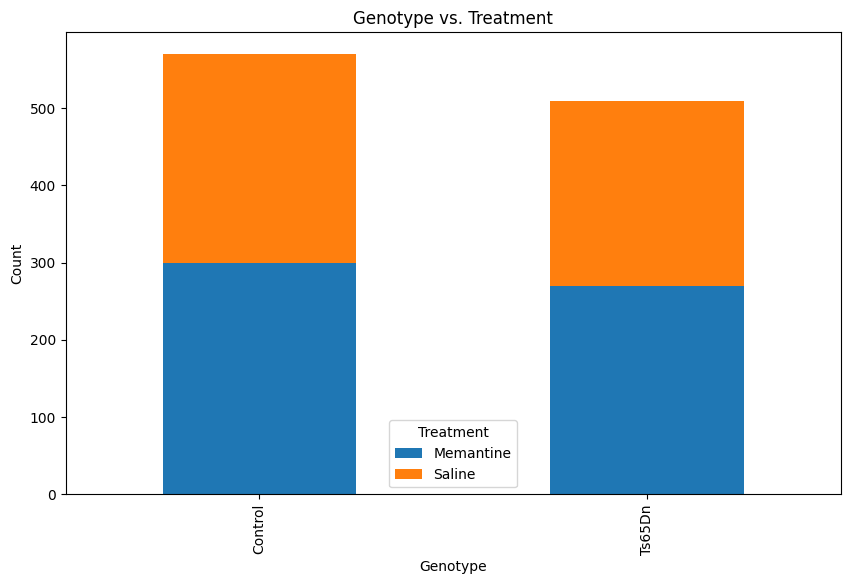 Genotype vs. Treatment
Count
500
400
300
200
100
0
Treatment
Memantine
Saline
Control
Ts65Dn
Genotype